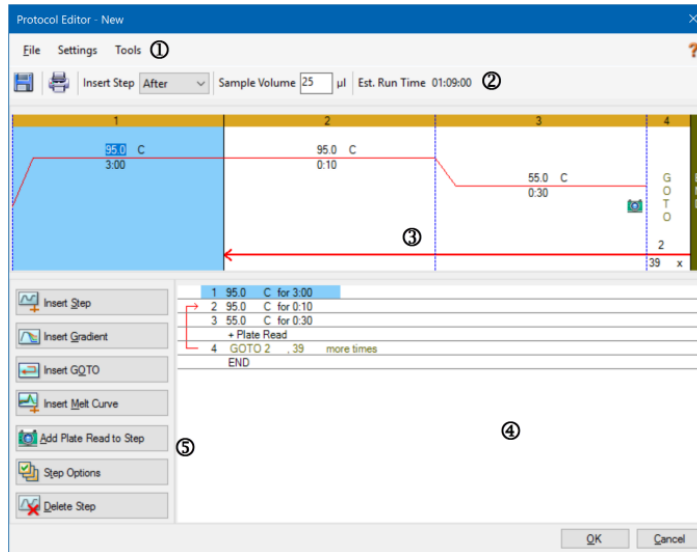 Protocol Editor - New
File Settings Tools ①
Insert Step After Sample Volume 25 µl Est. Run Time 01:09:00 ②
1 2 3 4
95.0 C 95.0 C
3:00 0:10
55.0 C
0:30
G
O
T
O
③
2
39 x
Insert Step
Insert Gradient
Insert GOTO
Insert Melt Curve
Add Plate Read to Step
Step Options
Delete Step
⑤
1 95.0 C for 3:00
2 95.0 C for 0:10
3 55.0 C for 0:30
+ Plate Read
4 GOTO 2 , 39 more times
END
④
OK Cancel